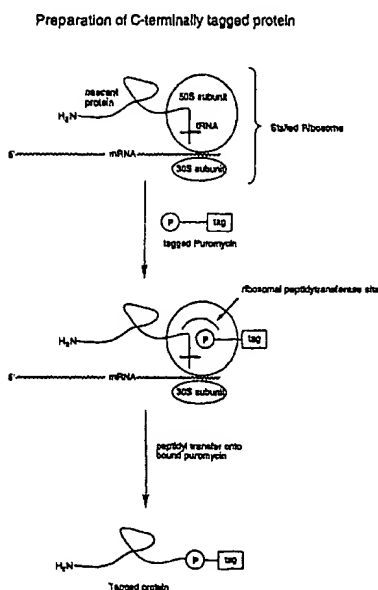 Preparation of C-terminally tagged protein
nascent
protein
50S subunit
tRNA
H₂N
Stalled Ribosome
5'
mRNA
30S subunit
P
tag
tagged Puromycin
ribosomal peptidytransferase site
P
tag
H₂N
5'
mRNA
30S subunit
peptidyl transfer onto
bound puromycin
H₂N
P
tag
Tagged protein